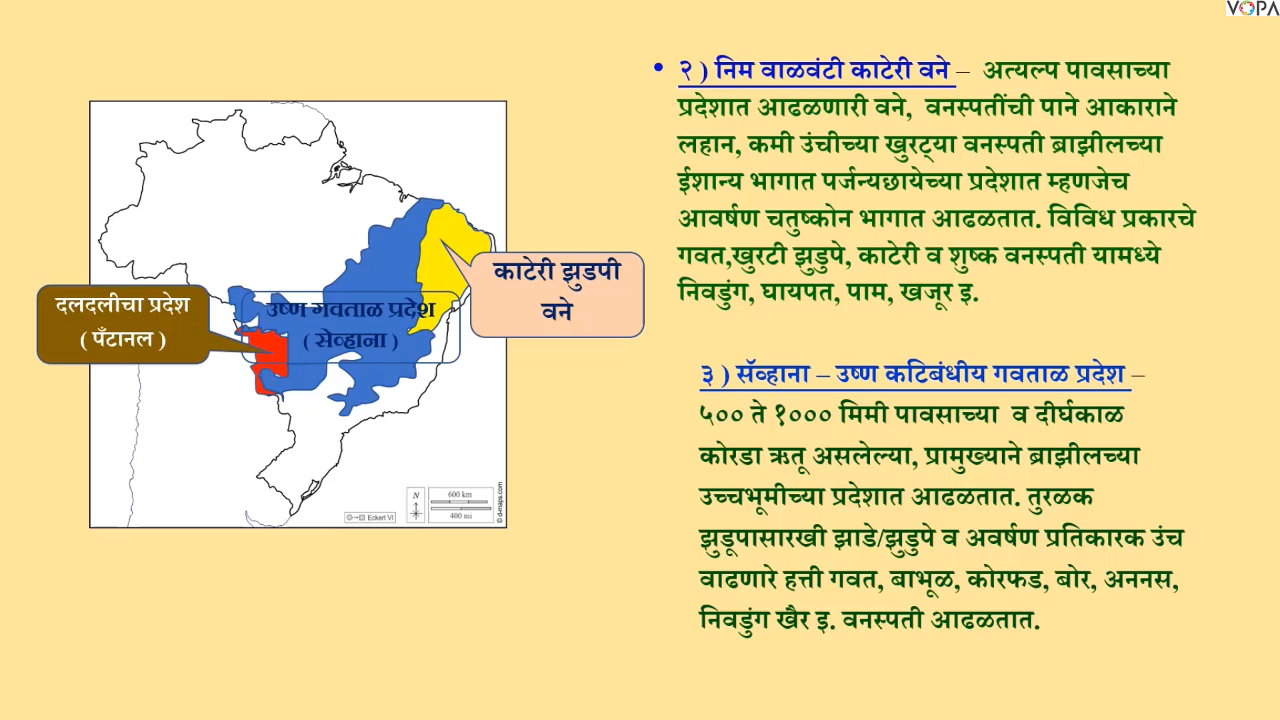 VOPA
• २ ) निम वाळवंटी काटेरी वने – अत्यल्प पावसाच्या
प्रदेशात आढळणारी वने, वनस्पतींची पाने आकाराने
लहान, कमी उंचीच्या खुरट्या वनस्पती ब्राझीलच्या
ईशान्य भागात पर्जन्यछायेच्या प्रदेशात म्हणजेच
आवर्षण चतुष्कोन भागात आढळतात. विविध प्रकारचे
गवत,खुरटी झुडुपे, काटेरी व शुष्क वनस्पती यामध्ये
निवडुंग, घायपत, पाम, खजूर इ.
काटेरी झुडपी
वने
दलदलीचा प्रदेश
( पँटानल )
उष्ण गवताळ प्रदेश
( सेव्हाना )
३ ) सॅव्हाना – उष्ण कटिबंधीय गवताळ प्रदेश –
५०० ते १००० मिमी पावसाच्या व दीर्घकाळ
कोरडा ऋतू असलेल्या, प्रामुख्याने ब्राझीलच्या
उच्चभूमीच्या प्रदेशात आढळतात. तुरळक
झुडूपासारखी झाडे/झुडुपे व अवर्षण प्रतिकारक उंच
वाढणारे हत्ती गवत, बाभूळ, कोरफड, बोर, अननस,
निवडुंग खैर इ. वनस्पती आढळतात.
N
600 km
400 mi
Eckert VI
© d-maps.com